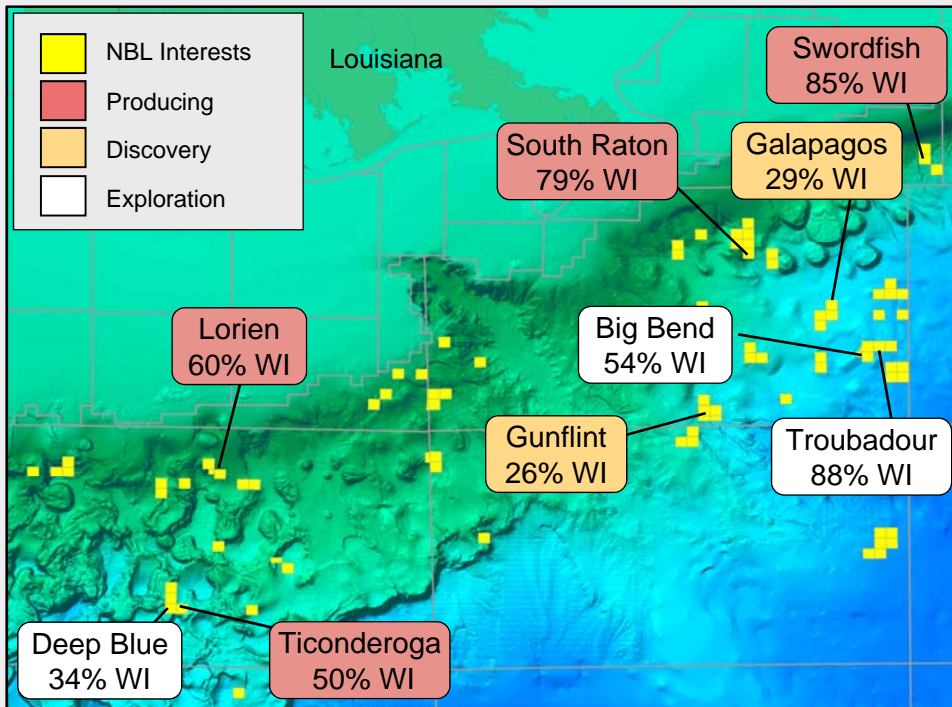 NBL Interests
Producing
Discovery
Exploration
Louisiana
Swordfish
85% WI
South Raton
79% WI
Galapagos
29% WI
Lorien
60% WI
Big Bend
54% WI
Gunflint
26% WI
Troubadour
88% WI
Deep Blue
34% WI
Ticonderoga
50% WI